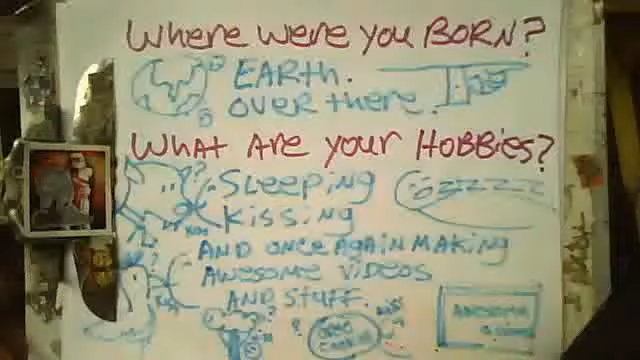 Where were you BORN?
EARTH.
over there.
What Are your Hobbies?
Sleeping
zzzzz
Kissing
And once again making
Awesome videos
And stuff.
Awesome